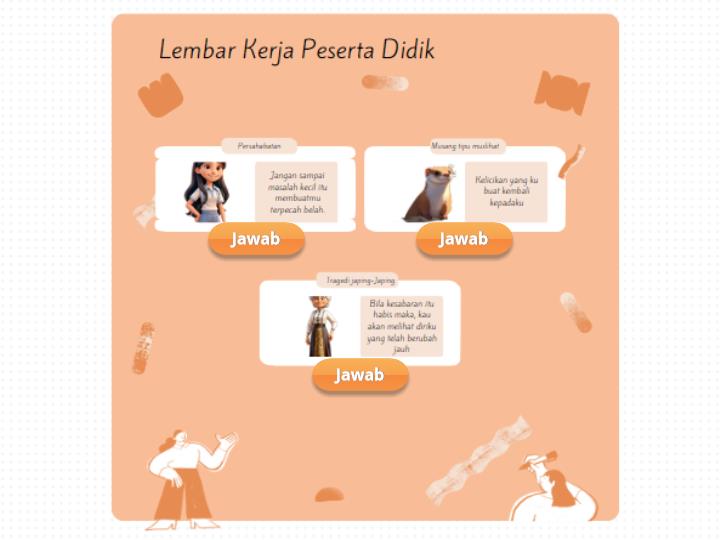 Lembar Kerja Peserta Didik
Persahabatan
Jangan sampai
masalah kecil itu
membuatmu
terpecah belah.
Jawab
Musang tipu muslihat
Kelicikan yang ku
buat kembali
kepadaku
Jawab
Tragedi japing-Japing
Bila kesabaran itu
habis maka, kau
akan melihat diriku
yang telah berubah
jauh
Jawab